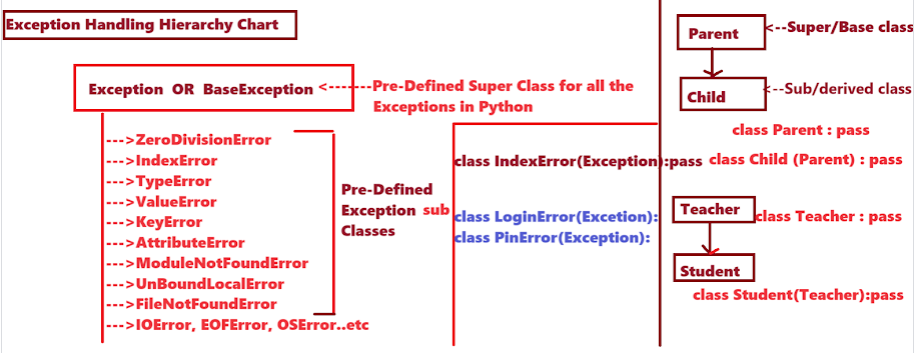 Exception Handling Hierarchy Chart
Exception OR BaseException <-------Pre-Defined Super Class for all the
Exceptions in Python
--->ZeroDivisionError
--->IndexError
--->TypeError
--->ValueError
--->KeyError
--->AttributeError
--->ModuleNotFoundError
--->UnBoundLocalError
--->FileNotFoundError
--->IOError, EOFError, OSError..etc
Pre-Defined
Exception sub
Classes
class IndexError(Exception):pass
class LoginError(Excetion):
class PinError(Exception):
Parent
<--Super/Base class
Child
<--Sub/derived class
class Parent : pass
class Child (Parent) : pass
Teacher
class Teacher : pass
Student
class Student(Teacher):pass